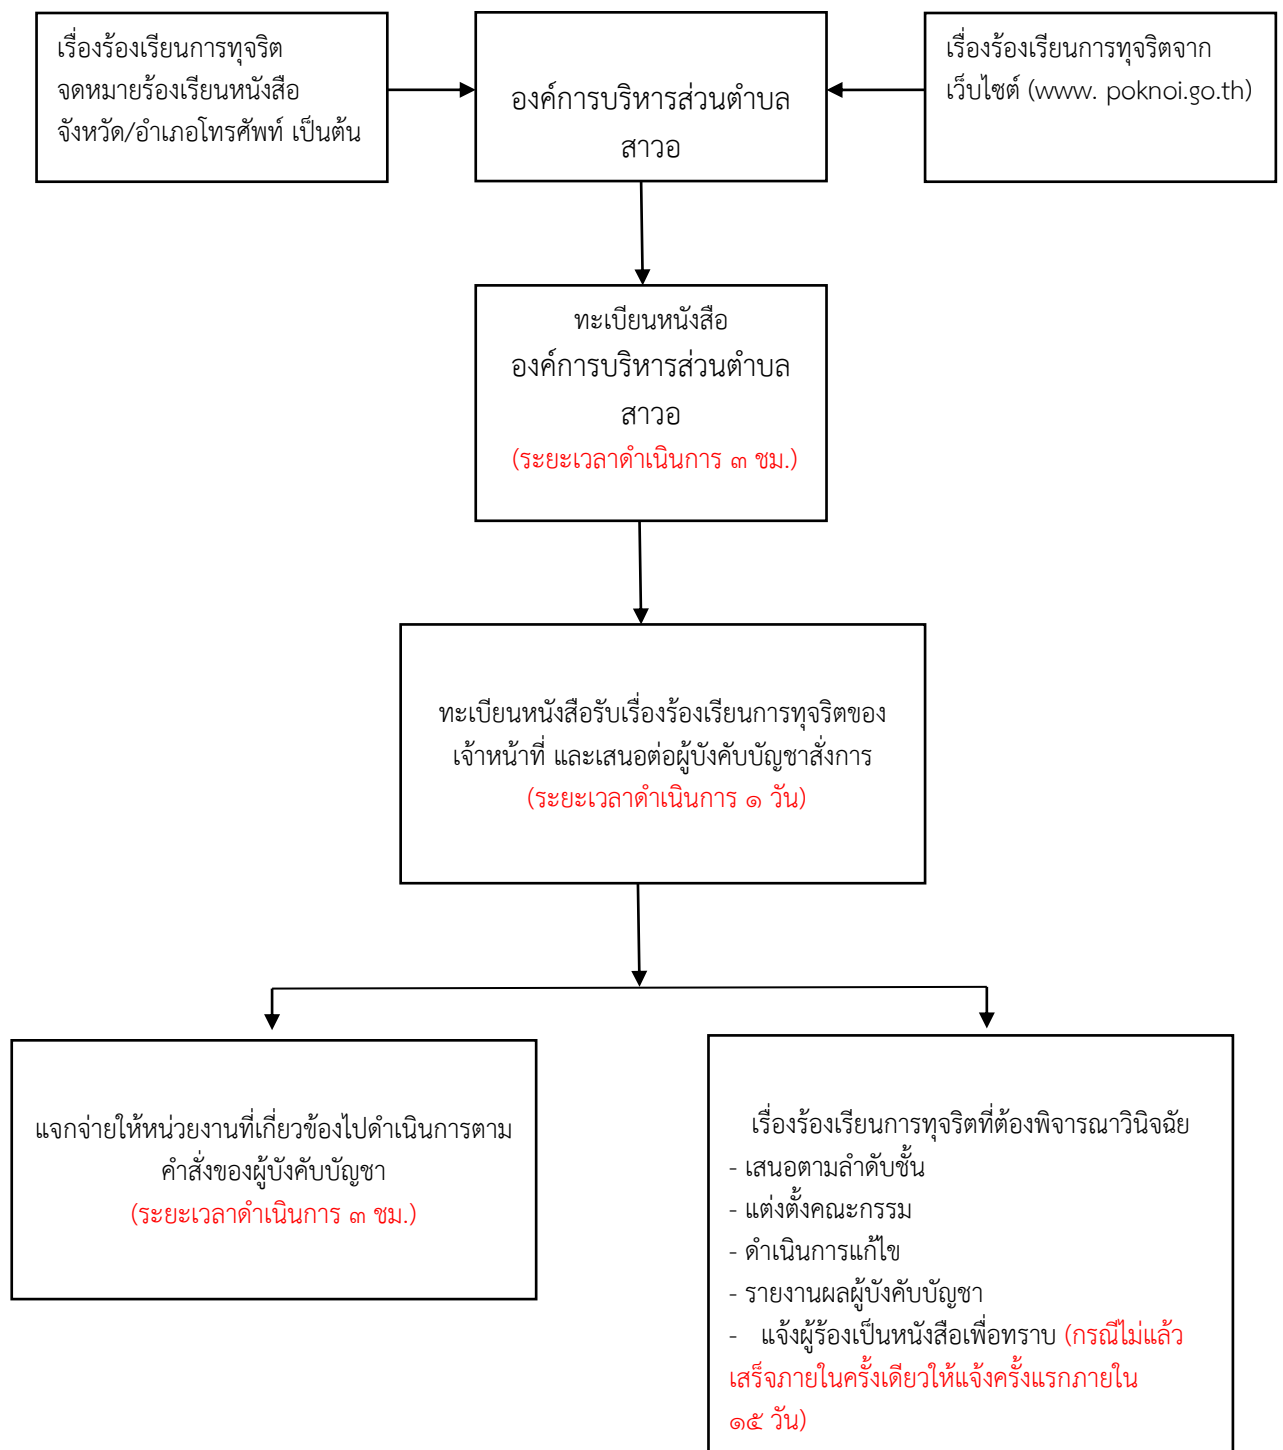 เรื่องร้องเรียนการทุจริต
จดหมายร้องเรียนหนังสือ
จังหวัด/อำเภอโทรศัพท์ เป็นต้น
องค์การบริหารส่วนตำบล
สาวอ
เรื่องร้องเรียนการทุจริตจาก
เว็บไซต์ (www. poknoi.go.th)
ทะเบียนหนังสือ
องค์การบริหารส่วนตำบล
สาวอ
(ระยะเวลาดำเนินการ ๓ ชม.)
ทะเบียนหนังสือรับเรื่องร้องเรียนการทุจริตของ
เจ้าหน้าที่ และเสนอต่อผู้บังคับบัญชาสั่งการ
(ระยะเวลาดำเนินการ ๑ วัน)
แจกจ่ายให้หน่วยงานที่เกี่ยวข้องไปดำเนินการตาม
คำสั่งของผู้บังคับบัญชา
(ระยะเวลาดำเนินการ ๓ ชม.)
เรื่องร้องเรียนการทุจริตที่ต้องพิจารณาวินิจฉัย
- เสนอตามลำดับชั้น
- แต่งตั้งคณะกรรม
- ดำเนินการแก้ไข
- รายงานผลผู้บังคับบัญชา
- แจ้งผู้ร้องเป็นหนังสือเพื่อทราบ (กรณีไม่แล้ว
เสร็จภายในครั้งเดียวให้แจ้งครั้งแรกภายใน
๑๕ วัน)